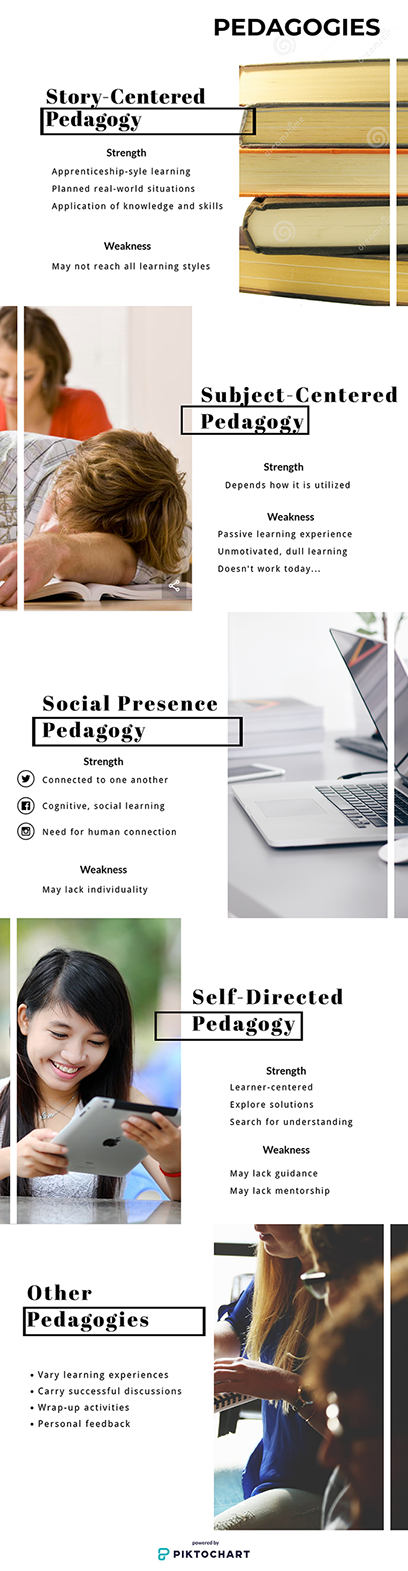 PEDAGOGIES
Story-Centered
Pedagogy
Strength
Apprenticeship-syle learning
Planned real-world situations
Application of knowledge and skills
Weakness
May not reach all learning styles
Subject-Centered
Pedagogy
Strength
Depends how it is utilized
Weakness
Passive learning experience
Unmotivated, dull learning
Doesn't work today...
Social Presence
Pedagogy
Strength
Connected to one another
Cognitive, social learning
Need for human connection
Weakness
May lack individuality
Self-Directed
Pedagogy
Strength
Learner-centered
Explore solutions
Search for understanding
Weakness
May lack guidance
May lack mentorship
Other
Pedagogies
• Vary learning experiences
• Carry successful discussions
• Wrap-up activities
• Personal feedback
powered by
PIKTOCHART